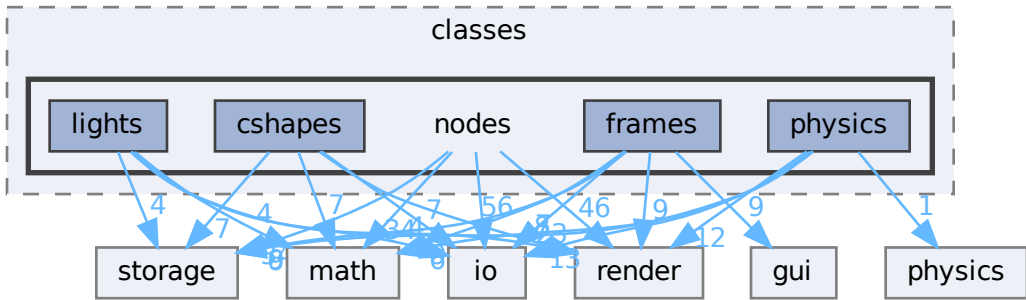 classes
lights
cshapes
nodes
frames
physics
4
7
4
7
34
7
56
46
9
9
12
1
13
storage
math
io
render
gui
physics